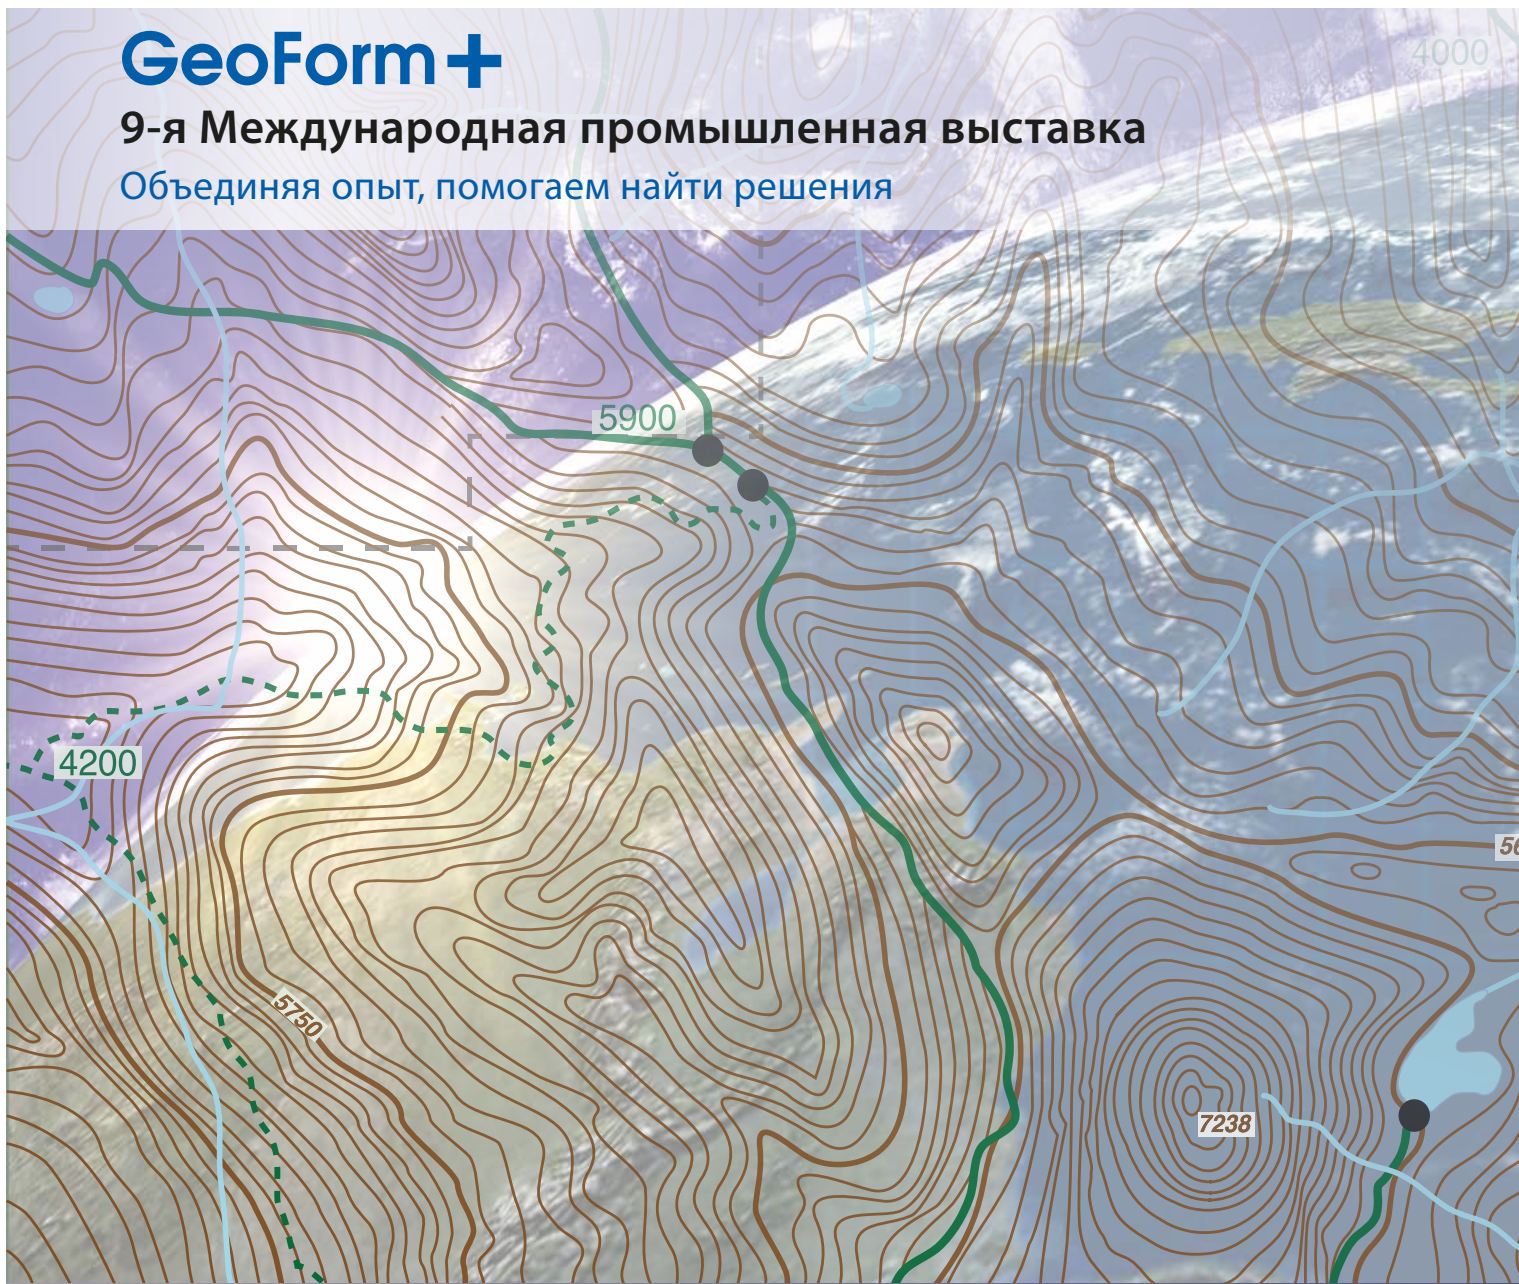 GeoForm+
9-я Международная промышленная выставка
Объединяя опыт, помогаем найти решения
4000
5900
4200
5750
7238